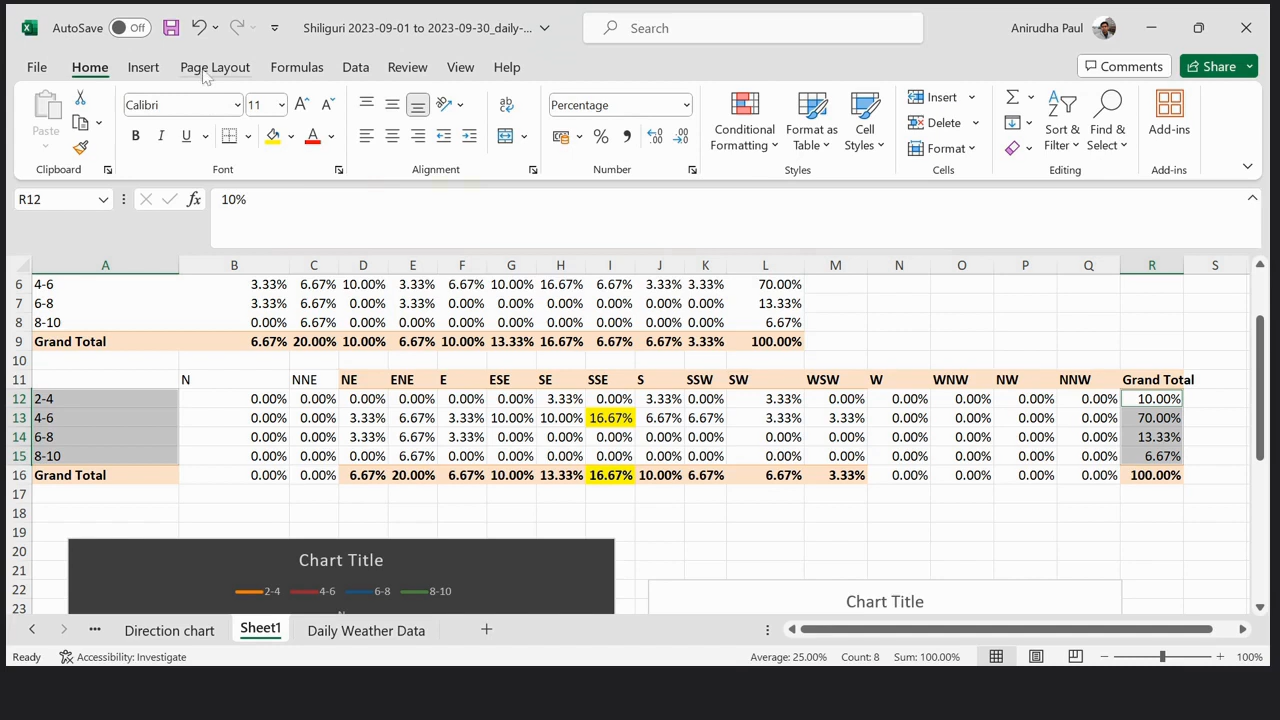 AutoSave Off Shiliguri 2023-09-01 to 2023-09-30_daily-... Search Anirudha Paul
File Home Insert Page Layout Formulas Data Review View Help Comments Share
Paste Calibri 11 Percentage Conditional Formatting Format as Table Cell Styles Insert Delete Format Sort & Filter Find & Select Add-ins
Clipboard Font Alignment Number Styles Cells Editing Add-ins
R12 fx 10%
A B C D E F G H I J K L M N O P Q R S
6 4-6 3.33% 6.67% 10.00% 3.33% 6.67% 10.00% 16.67% 6.67% 3.33% 3.33% 70.00%
7 6-8 3.33% 6.67% 0.00% 3.33% 0.00% 0.00% 0.00% 0.00% 0.00% 0.00% 13.33%
8 8-10 0.00% 6.67% 0.00% 0.00% 0.00% 0.00% 0.00% 0.00% 0.00% 0.00% 6.67%
9 Grand Total 6.67% 20.00% 10.00% 6.67% 10.00% 13.33% 16.67% 6.67% 6.67% 3.33% 100.00%
10
11 N NNE NE ENE E ESE SE SSE S SSW SW WSW W WNW NW NNW Grand Total
12 2-4 0.00% 0.00% 0.00% 0.00% 0.00% 0.00% 3.33% 0.00% 3.33% 0.00% 3.33% 0.00% 0.00% 0.00% 0.00% 0.00% 10.00%
13 4-6 0.00% 0.00% 3.33% 6.67% 3.33% 10.00% 10.00% 16.67% 6.67% 6.67% 3.33% 3.33% 0.00% 0.00% 0.00% 0.00% 70.00%
14 6-8 0.00% 0.00% 3.33% 6.67% 3.33% 0.00% 0.00% 0.00% 0.00% 0.00% 0.00% 0.00% 0.00% 0.00% 0.00% 0.00% 13.33%
15 8-10 0.00% 0.00% 0.00% 6.67% 0.00% 0.00% 0.00% 0.00% 0.00% 0.00% 0.00% 0.00% 0.00% 0.00% 0.00% 0.00% 6.67%
16 Grand Total 0.00% 0.00% 6.67% 20.00% 6.67% 10.00% 13.33% 16.67% 10.00% 6.67% 6.67% 3.33% 0.00% 0.00% 0.00% 0.00% 100.00%
17
18
19
20
21
22
23
Chart Title
2-4 4-6 6-8 8-10
Chart Title
Direction chart Sheet1 Daily Weather Data
Ready Accessibility: Investigate Average: 25.00% Count: 8 Sum: 100.00% 100%